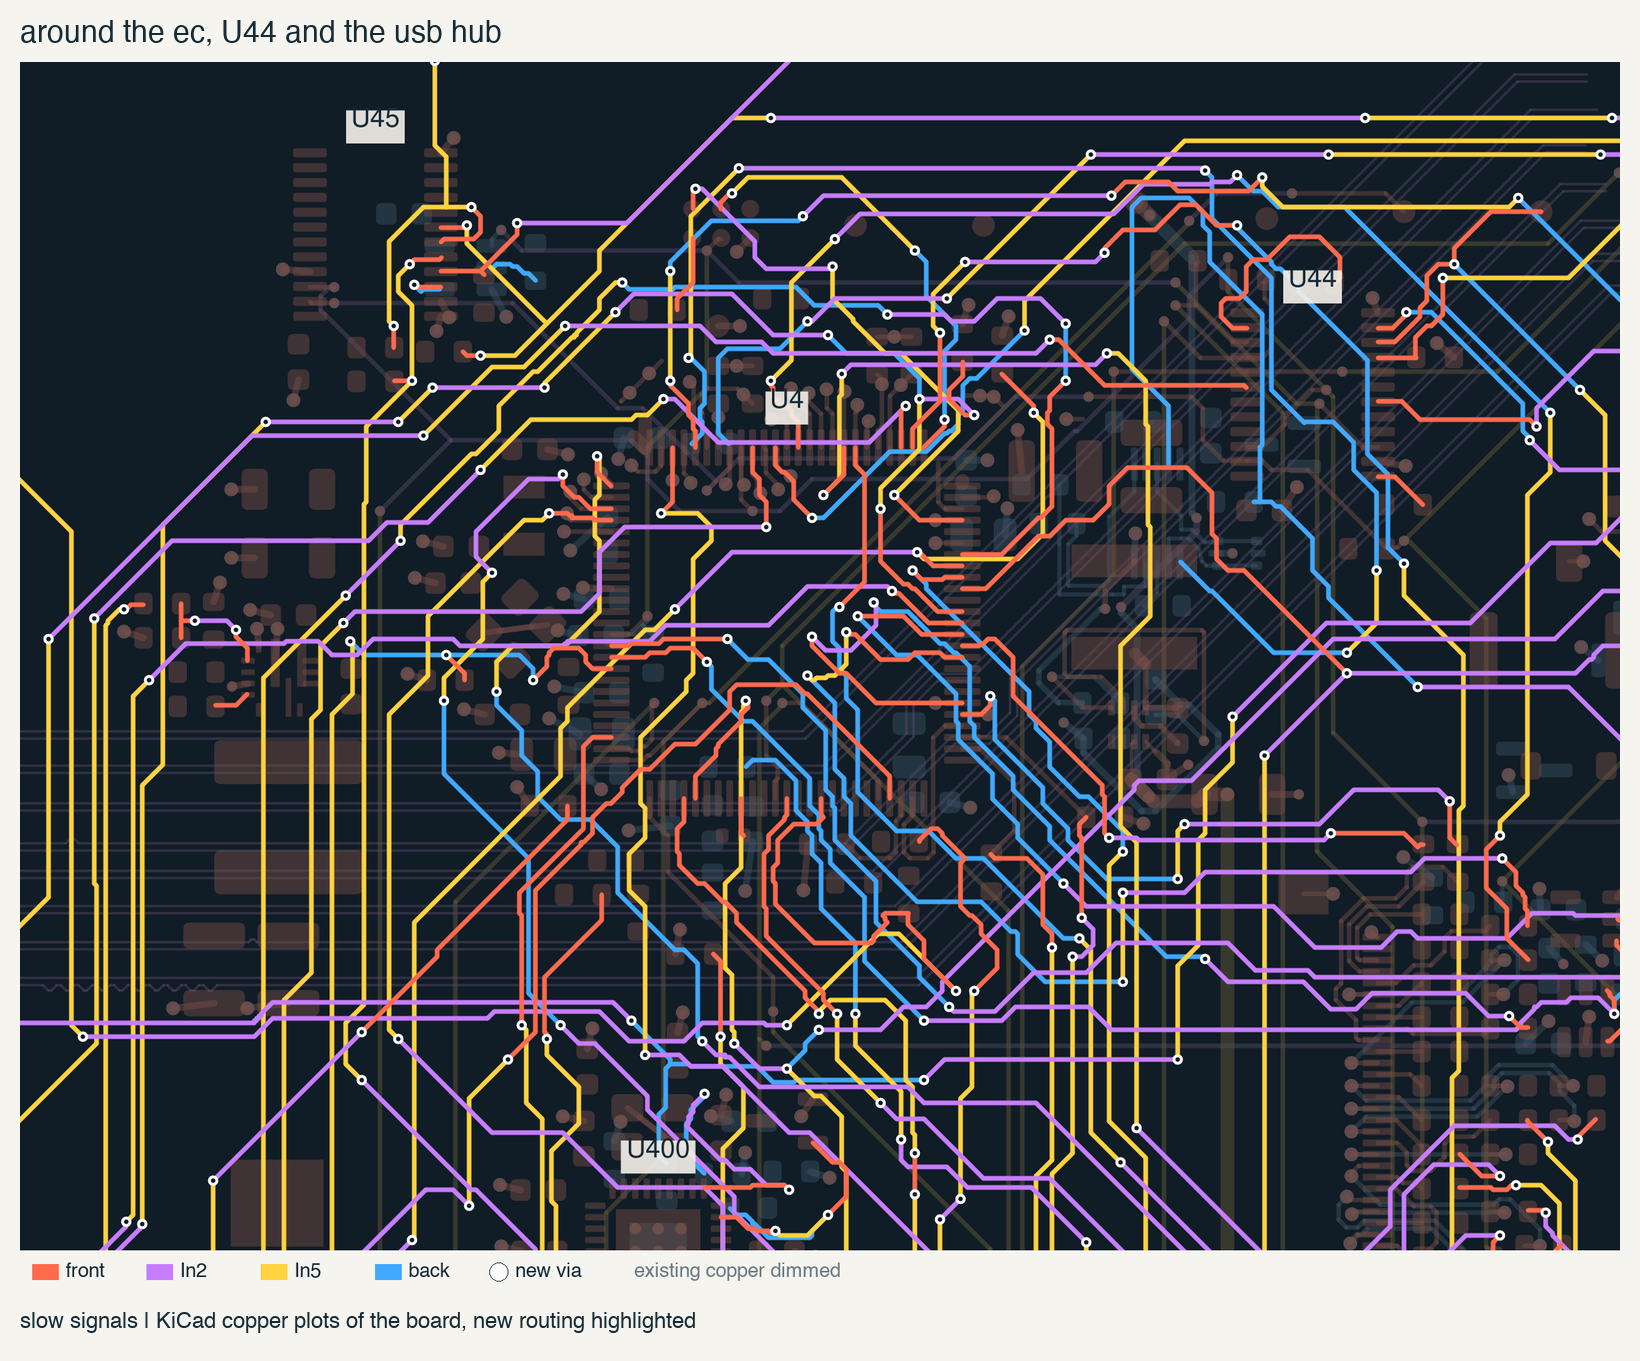 around the ec, U44 and the usb hub
U45
U44
U4
U400
front In2 In5 back new via existing copper dimmed
slow signals | KiCad copper plots of the board, new routing highlighted